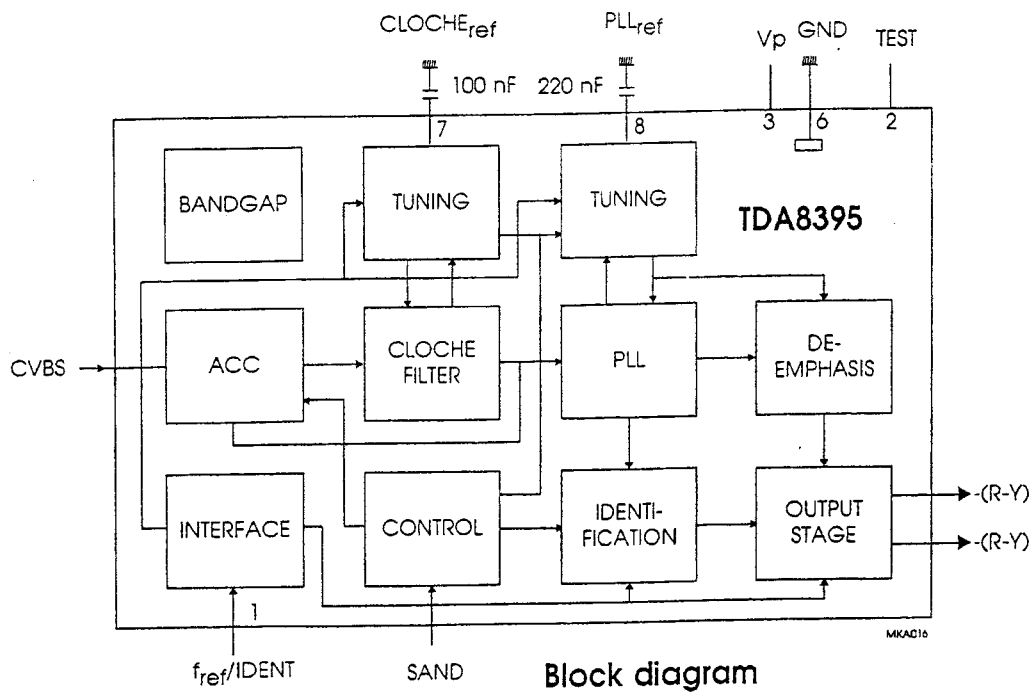 CLOCHEref
PLLref
Vp GND TEST
100 nF 220 nF
7 8 3 6 2
BANDGAP
TUNING
TUNING
TDA8395
CVBS
ACC
CLOCHE
FILTER
PLL
DE-
EMPHASIS
INTERFACE
CONTROL
IDENTI-
FICATION
OUTPUT
STAGE
-(R-Y)
-(R-Y)
1
MKA016
fref/IDENT
SAND
Block diagram